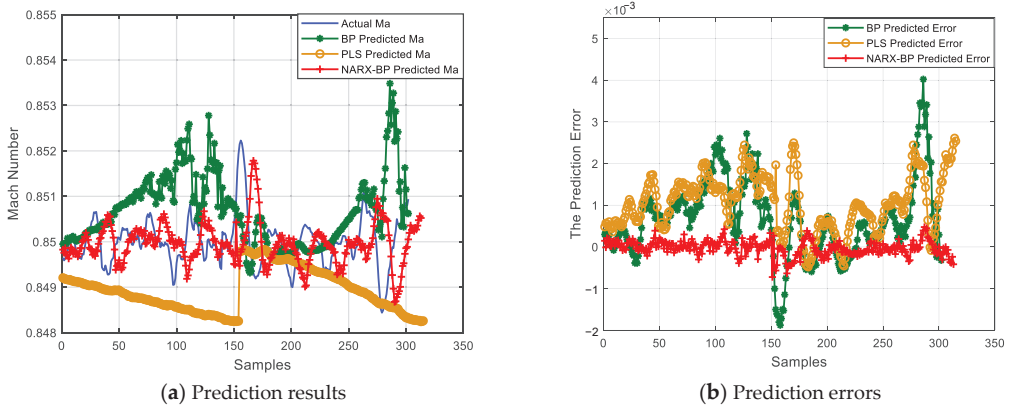 0.855
0.854
0.853
0.852
0.851
0.85
0.849
0.848
Mach Number
Actual Ma
BP Predicted Ma
PLS Predicted Ma
NARX-BP Predicted Ma
0
50
100
150
200
250
300
350
Samples
(a) Prediction results
×10⁻³
5
4
3
2
1
0
−1
−2
The Prediction Error
BP Predicted Error
PLS Predicted Error
NARX-BP Predicted Error
0
50
100
150
200
250
300
350
Samples
(b) Prediction errors